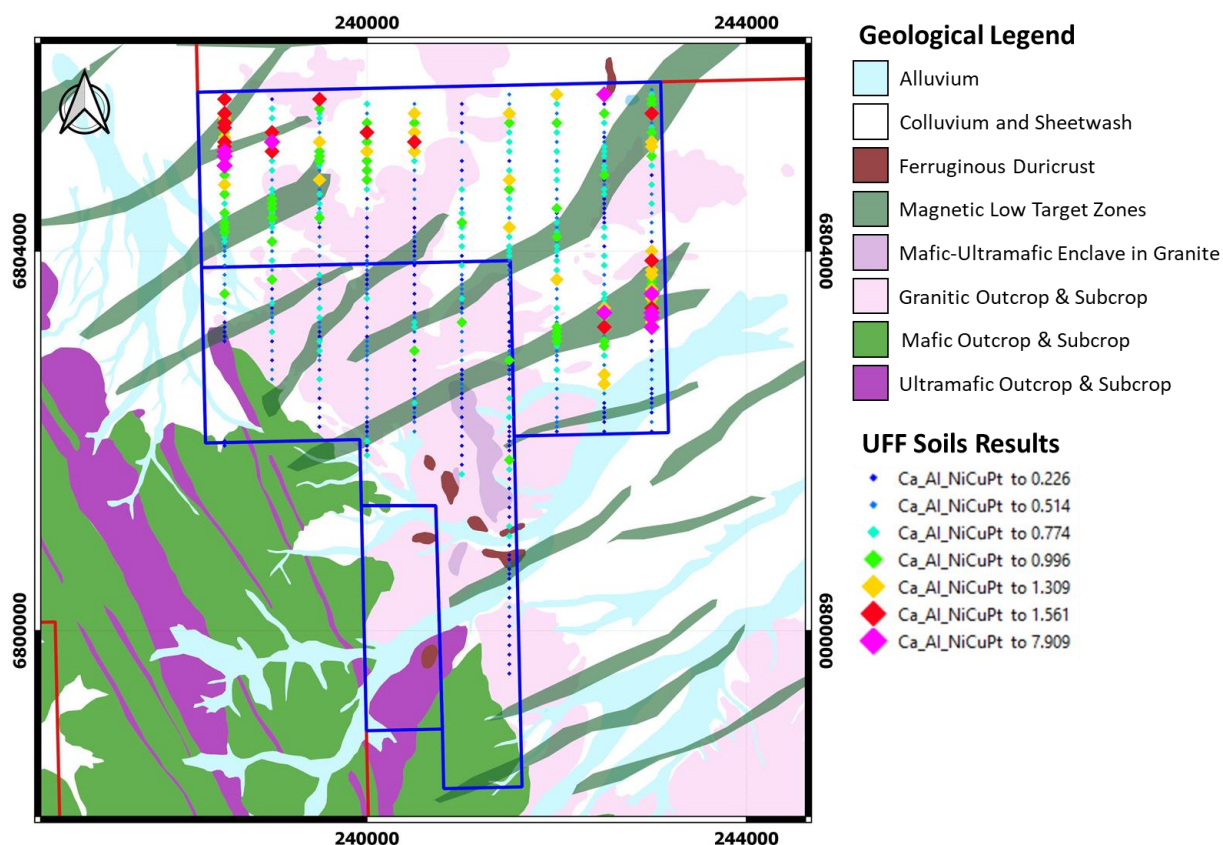 240000
244000
6804000
6804000
6800000
6800000
240000
244000
Geological Legend
Alluvium
Colluvium and Sheetwash
Ferruginous Duricrust
Magnetic Low Target Zones
Mafic-Ultramafic Enclave in Granite
Granitic Outcrop & Subcrop
Mafic Outcrop & Subcrop
Ultramafic Outcrop & Subcrop
UFF Soils Results
Ca_Al_NiCuPt to 0.226
Ca_Al_NiCuPt to 0.514
Ca_Al_NiCuPt to 0.774
Ca_Al_NiCuPt to 0.996
Ca_Al_NiCuPt to 1.309
Ca_Al_NiCuPt to 1.561
Ca_Al_NiCuPt to 7.909